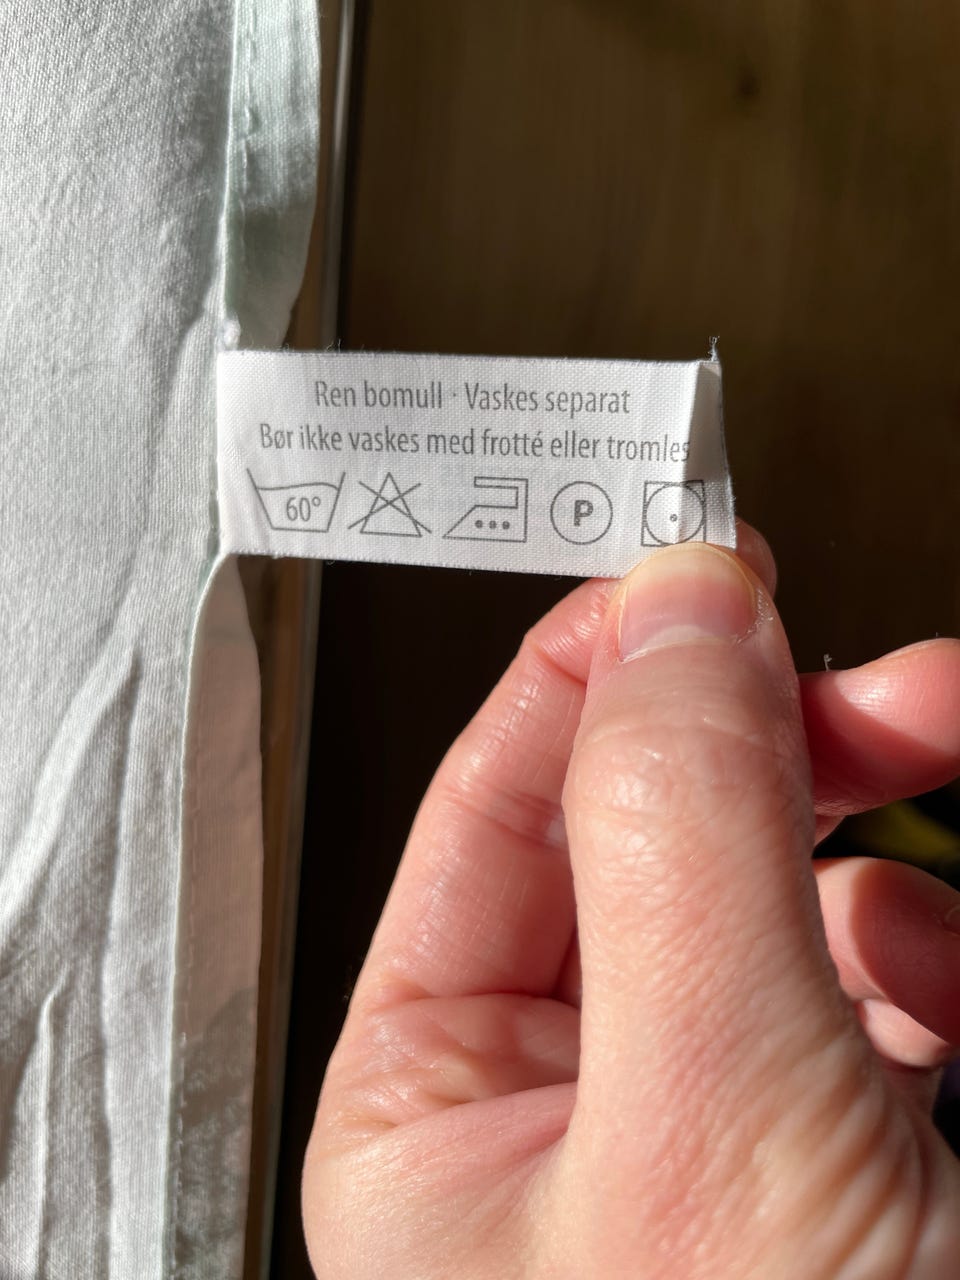 Ren bomull · Vaskes separat
Bør ikke vaskes med frotté eller tromles
60° P